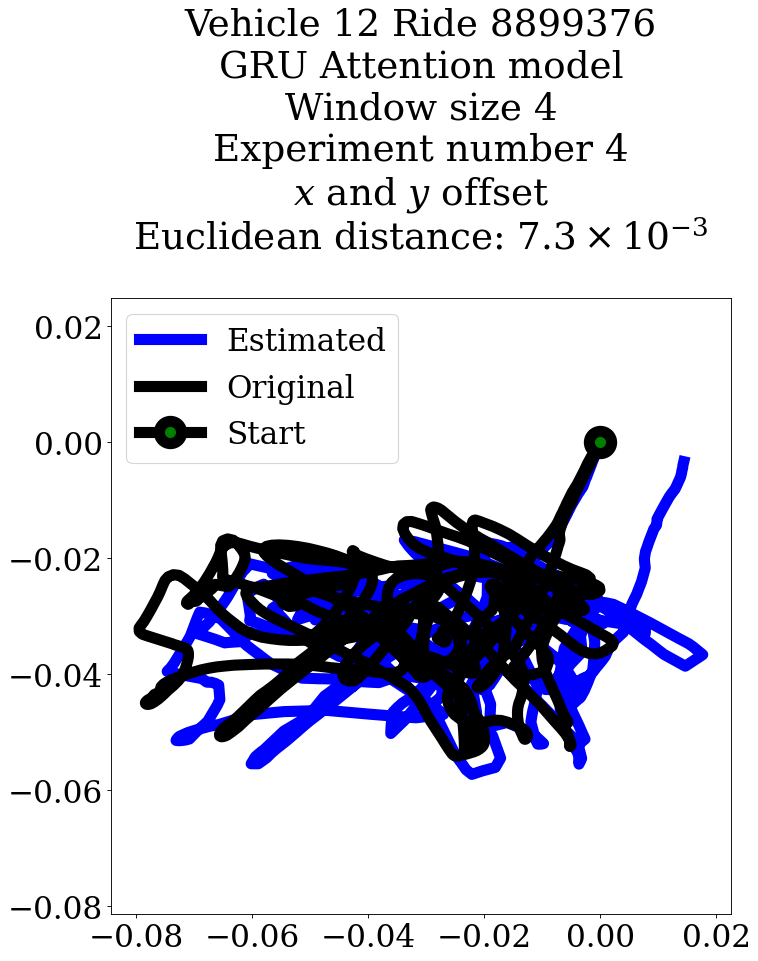 Vehicle 12 Ride 8899376
GRU Attention model
Window size 4
Experiment number 4
x and y offset
Euclidean distance: 7.3 × 10⁻³
Estimated
Original
Start
0.02
0.00
−0.02
−0.04
−0.06
−0.08
−0.08 −0.06 −0.04 −0.02 0.00 0.02